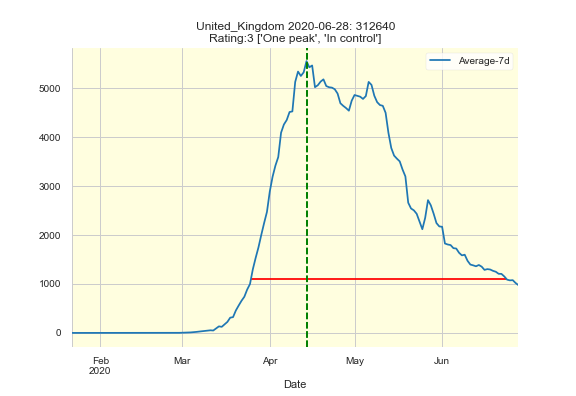 United_Kingdom 2020-06-28: 312640
Rating:3 ['One peak', 'In control']
Average-7d
5000
4000
3000
2000
1000
0
Feb
2020
Mar
Apr
May
Jun
Date